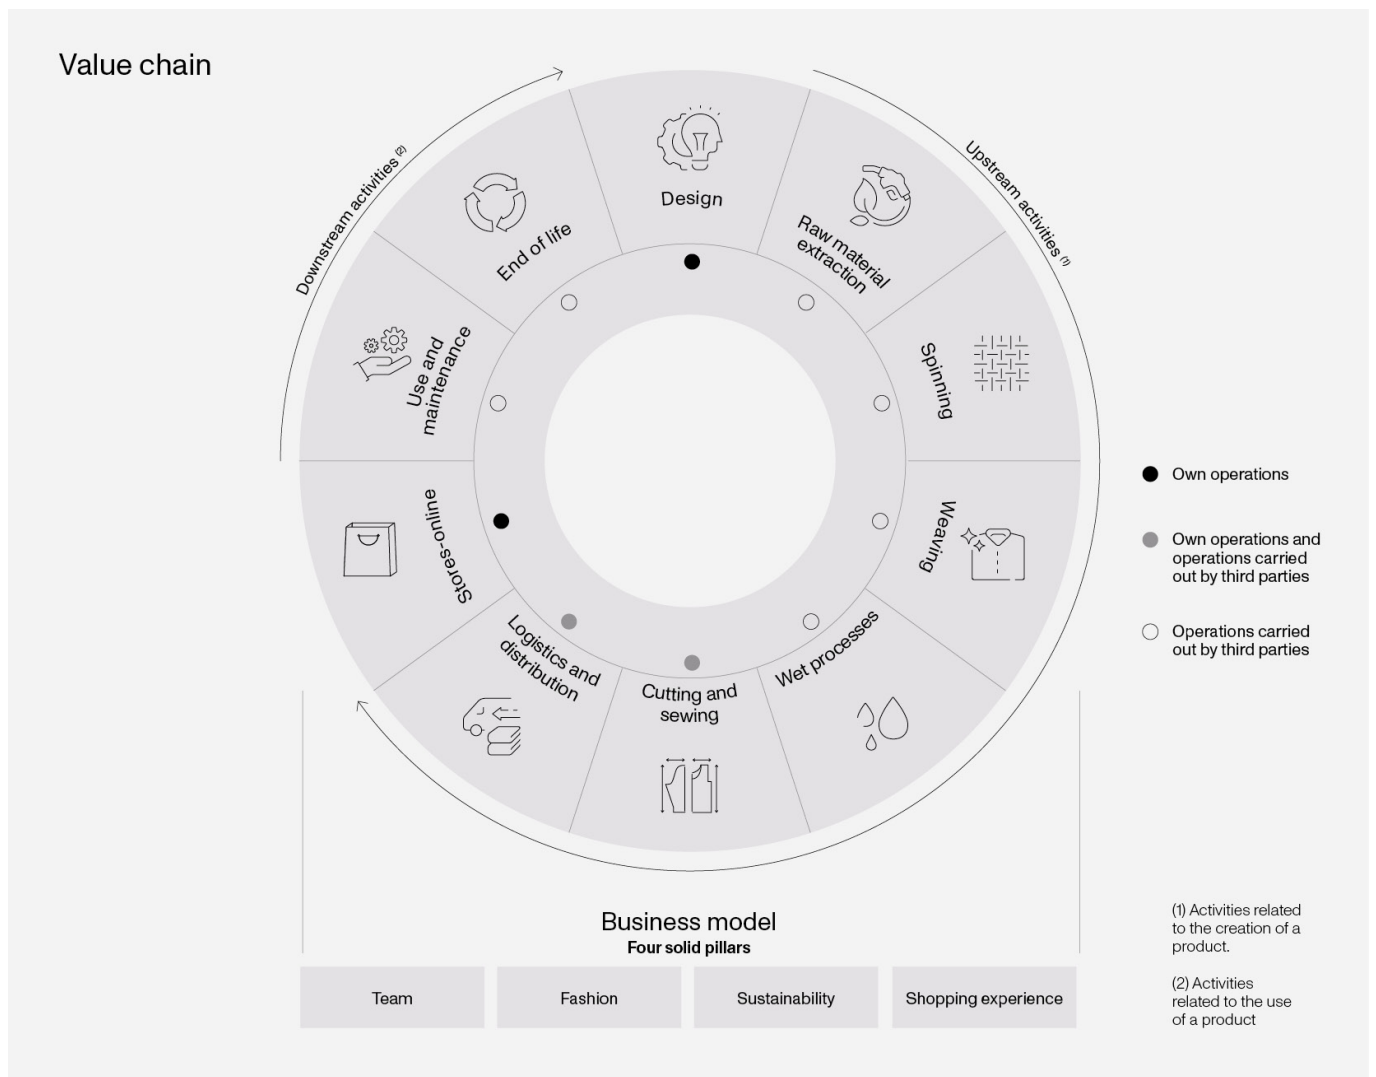 Value chain
Downstream activities (2)
Upstream activities (1)
Design
Raw material
extraction
Spinning
Weaving
Wet processes
Cutting and
sewing
Logistics and
distribution
Stores-online
Use and
maintenance
End of life
Own operations
Own operations and
operations carried
out by third parties
Operations carried
out by third parties
Business model
Four solid pillars
Team
Fashion
Sustainability
Shopping experience
(1) Activities related
to the creation of a
product.
(2) Activities
related to the use
of a product